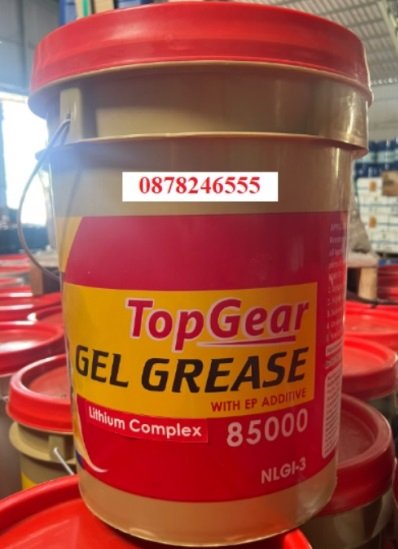 0878246555
TopGear
GEL GREASE
WITH EP ADDITIVE
Lithium Complex
85000
NLGI-3